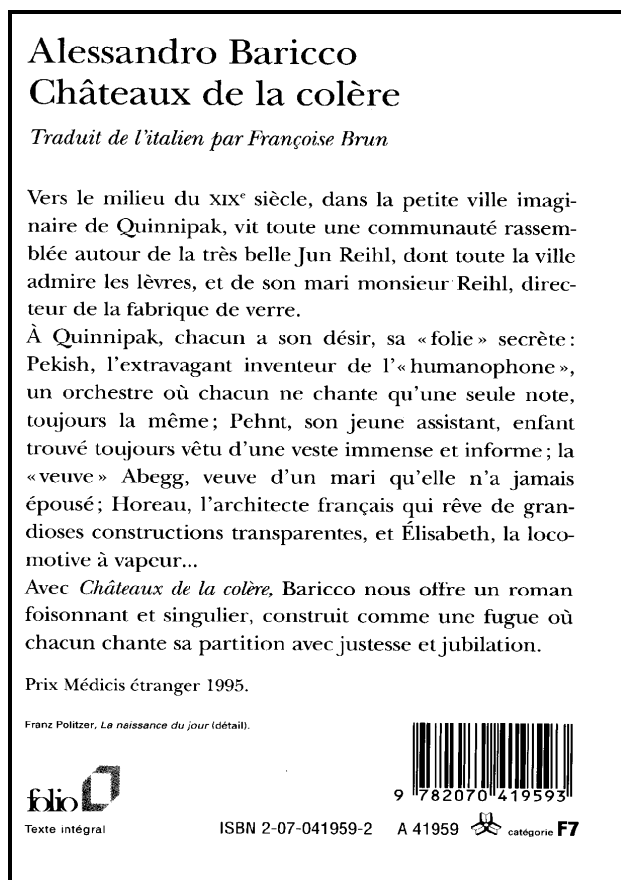 Alessandro Baricco
Châteaux de la colère
Traduit de l'italien par Françoise Brun
Vers le milieu du XIXe siècle, dans la petite ville imagi-
naire de Quinnipak, vit toute une communauté rassem-
blée autour de la très belle Jun Reihl, dont toute la ville
admire les lèvres, et de son mari monsieur Reihl, direc-
teur de la fabrique de verre.
À Quinnipak, chacun a son désir, sa « folie » secrète :
Pekish, l'extravagant inventeur de l'« humanophone »,
un orchestre où chacun ne chante qu'une seule note,
toujours la même ; Pehnt, son jeune assistant, enfant
trouvé toujours vêtu d'une veste immense et informe ; la
« veuve » Abegg, veuve d'un mari qu'elle n'a jamais
épousé ; Horeau, l'architecte français qui rêve de gran-
dioses constructions transparentes, et Élisabeth, la loco-
motive à vapeur...
Avec Châteaux de la colère, Baricco nous offre un roman
foisonnant et singulier, construit comme une fugue où
chacun chante sa partition avec justesse et jubilation.
Prix Médicis étranger 1995.
Franz Politzer, La naissance du jour (détail).
folio
Texte intégral
9 782070 419593
ISBN 2-07-041959-2 A 41959 catégorie F7